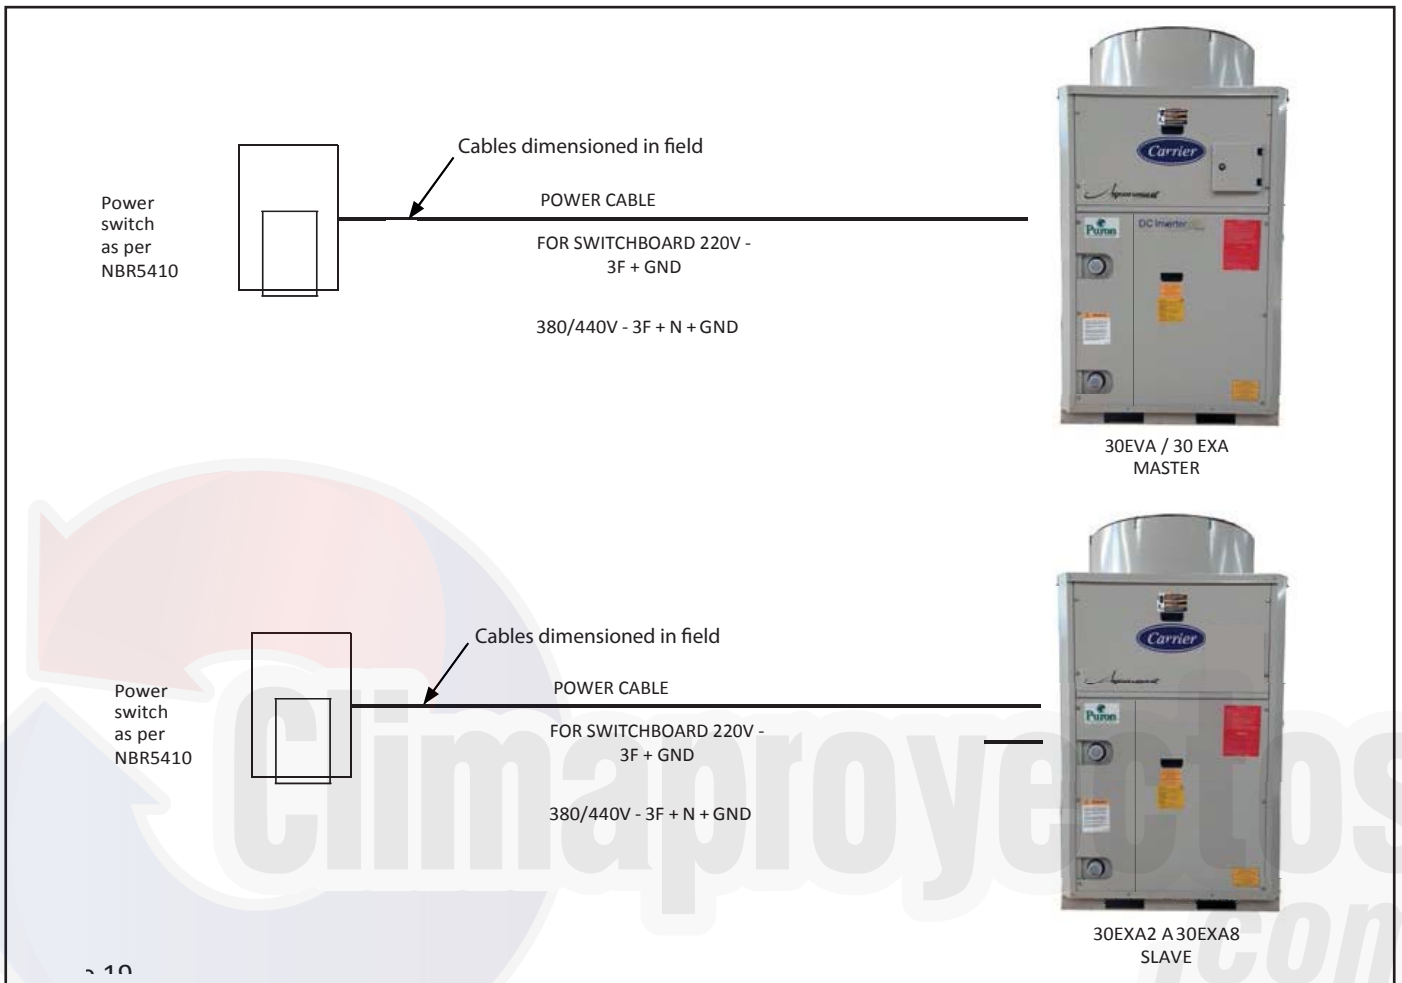 Cables dimensioned in field
Power
switch
as per
NBR5410
POWER CABLE
FOR SWITCHBOARD 220V -
3F + GND
380/440V - 3F + N + GND
Carrier
Puron
DC Inverter
30EVA / 30 EXA
MASTER
Cables dimensioned in field
Power
switch
as per
NBR5410
POWER CABLE
FOR SWITCHBOARD 220V -
3F + GND
380/440V - 3F + N + GND
Carrier
Puron
30EXA2 A 30EXA8
SLAVE
Climaproyectos
.com
19